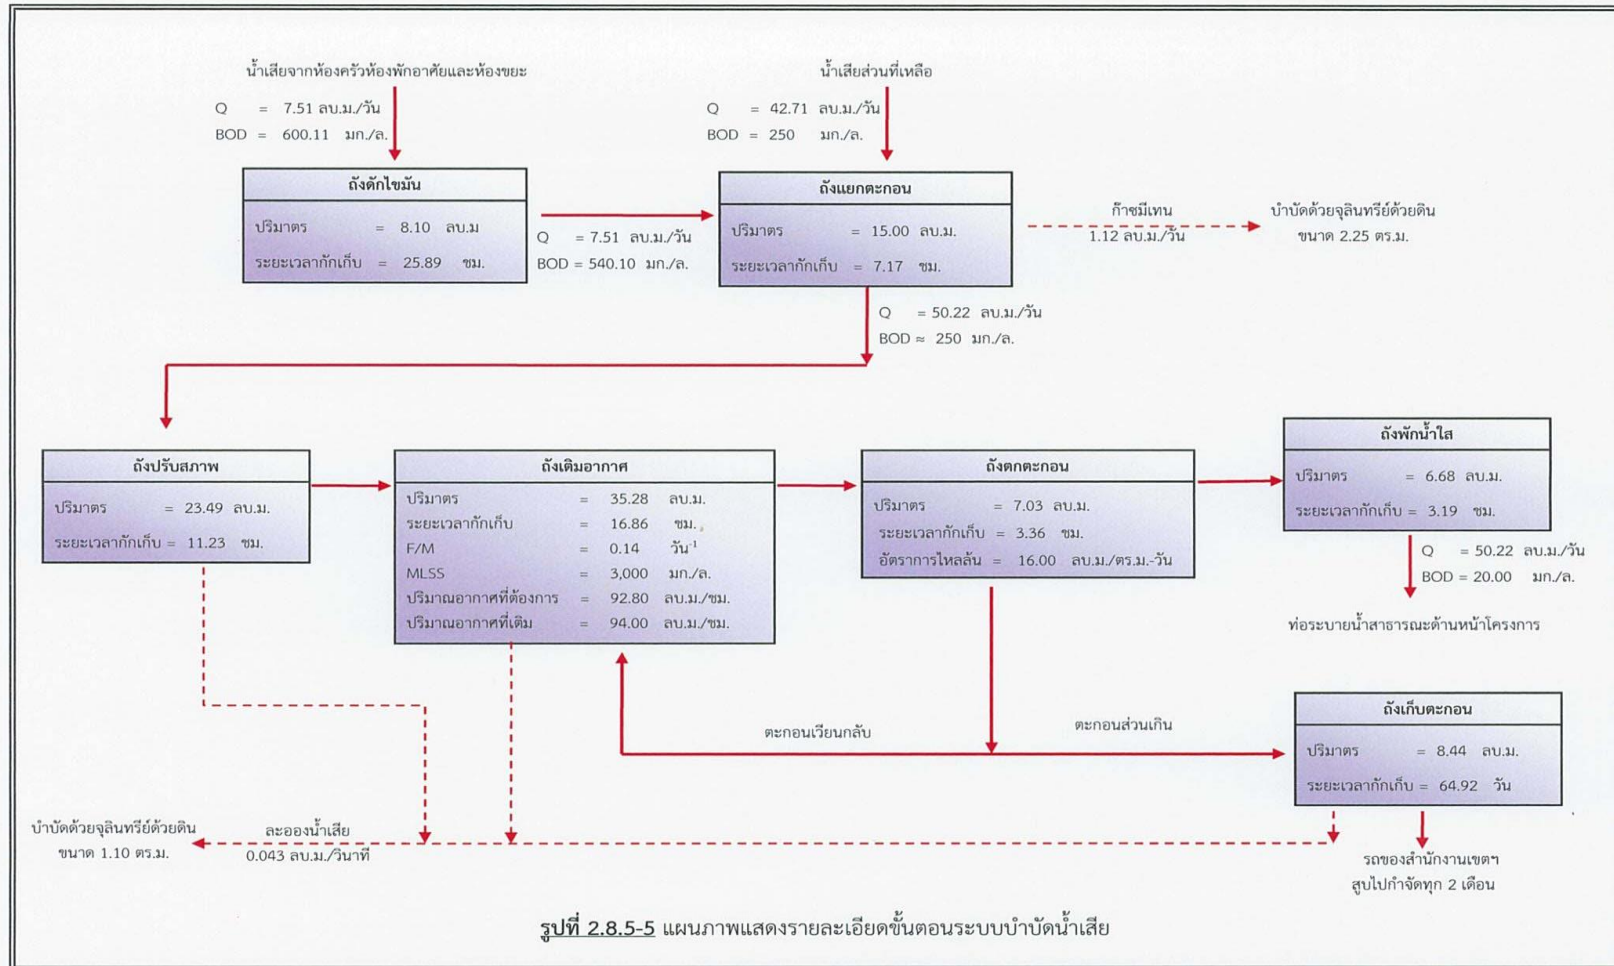 น้ำเสียจากห้องครัวห้องพักอาศัยและห้องขยะ
Q = 7.51 ลบ.ม./วัน
BOD = 600.11 มก./ล.
น้ำเสียส่วนที่เหลือ
Q = 42.71 ลบ.ม./วัน
BOD = 250 มก./ล.
ถังดักไขมัน
ปริมาตร = 8.10 ลบ.ม
ระยะเวลากักเก็บ = 25.89 ชม.
Q = 7.51 ลบ.ม./วัน
BOD = 540.10 มก./ล.
ถังแยกตะกอน
ปริมาตร = 15.00 ลบ.ม.
ระยะเวลากักเก็บ = 7.17 ชม.
ก๊าซมีเทน
1.12 ลบ.ม./วัน
บำบัดด้วยจุลินทรีย์ด้วยดิน
ขนาด 2.25 ตร.ม.
Q = 50.22 ลบ.ม./วัน
BOD ≈ 250 มก./ล.
ถังปรับสภาพ
ปริมาตร = 23.49 ลบ.ม.
ระยะเวลากักเก็บ = 11.23 ชม.
ถังเติมอากาศ
ปริมาตร = 35.28 ลบ.ม.
ระยะเวลากักเก็บ = 16.86 ชม.
F/M = 0.14 วัน⁻¹
MLSS = 3,000 มก./ล.
ปริมาณอากาศที่ต้องการ = 92.80 ลบ.ม./ชม.
ปริมาณอากาศที่เติม = 94.00 ลบ.ม./ชม.
ถังตกตะกอน
ปริมาตร = 7.03 ลบ.ม.
ระยะเวลากักเก็บ = 3.36 ชม.
อัตราการไหลล้น = 16.00 ลบ.ม./ตร.ม.-วัน
ถังพักน้ำใส
ปริมาตร = 6.68 ลบ.ม.
ระยะเวลากักเก็บ = 3.19 ชม.
Q = 50.22 ลบ.ม./วัน
BOD = 20.00 มก./ล.
ท่อระบายน้ำสาธารณะด้านหน้าโครงการ
ตะกอนเวียนกลับ
ตะกอนส่วนเกิน
ถังเก็บตะกอน
ปริมาตร = 8.44 ลบ.ม.
ระยะเวลากักเก็บ = 64.92 วัน
บำบัดด้วยจุลินทรีย์ด้วยดิน
ขนาด 1.10 ตร.ม.
ละอองน้ำเสีย
0.043 ลบ.ม./วินาที
รถของสำนักงานเขตฯ
สูบไปกำจัดทุก 2 เดือน
รูปที่ 2.8.5-5 แผนภาพแสดงรายละเอียดขั้นตอนระบบบำบัดน้ำเสีย